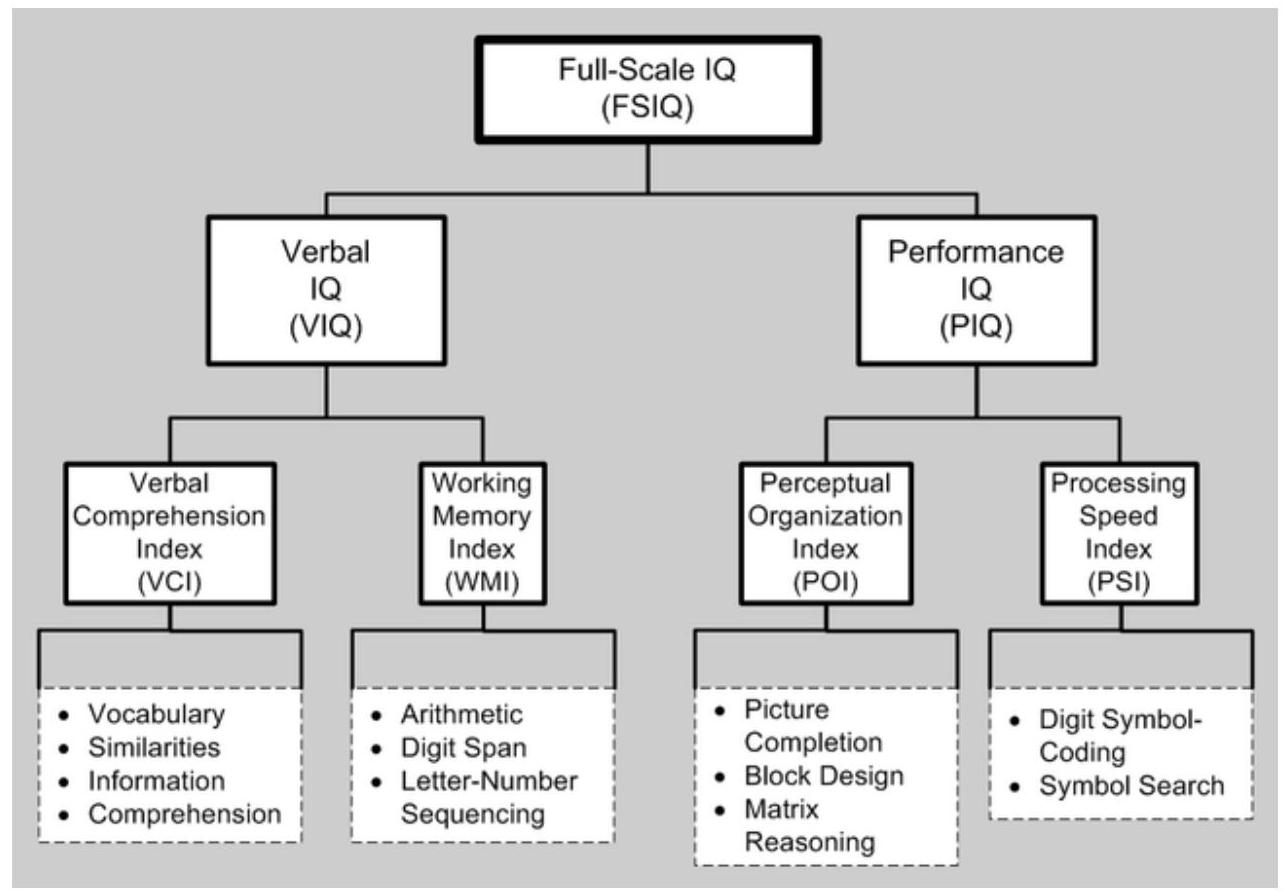 Full-Scale IQ
(FSIQ)
Verbal
IQ
(VIQ)
Performance
IQ
(PIQ)
Verbal
Comprehension
Index
(VCI)
Working
Memory
Index
(WMI)
Perceptual
Organization
Index
(POI)
Processing
Speed
Index
(PSI)
• Vocabulary
• Similarities
• Information
• Comprehension
• Arithmetic
• Digit Span
• Letter-Number
Sequencing
• Picture
Completion
• Block Design
• Matrix
Reasoning
• Digit Symbol-
Coding
• Symbol Search